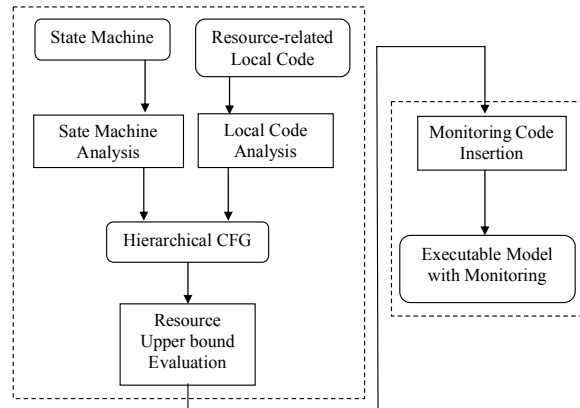 State Machine
Resource-related
Local Code
Sate Machine
Analysis
Local Code
Analysis
Hierarchical CFG
Resource
Upper bound
Evaluation
Monitoring Code
Insertion
Executable Model
with Monitoring